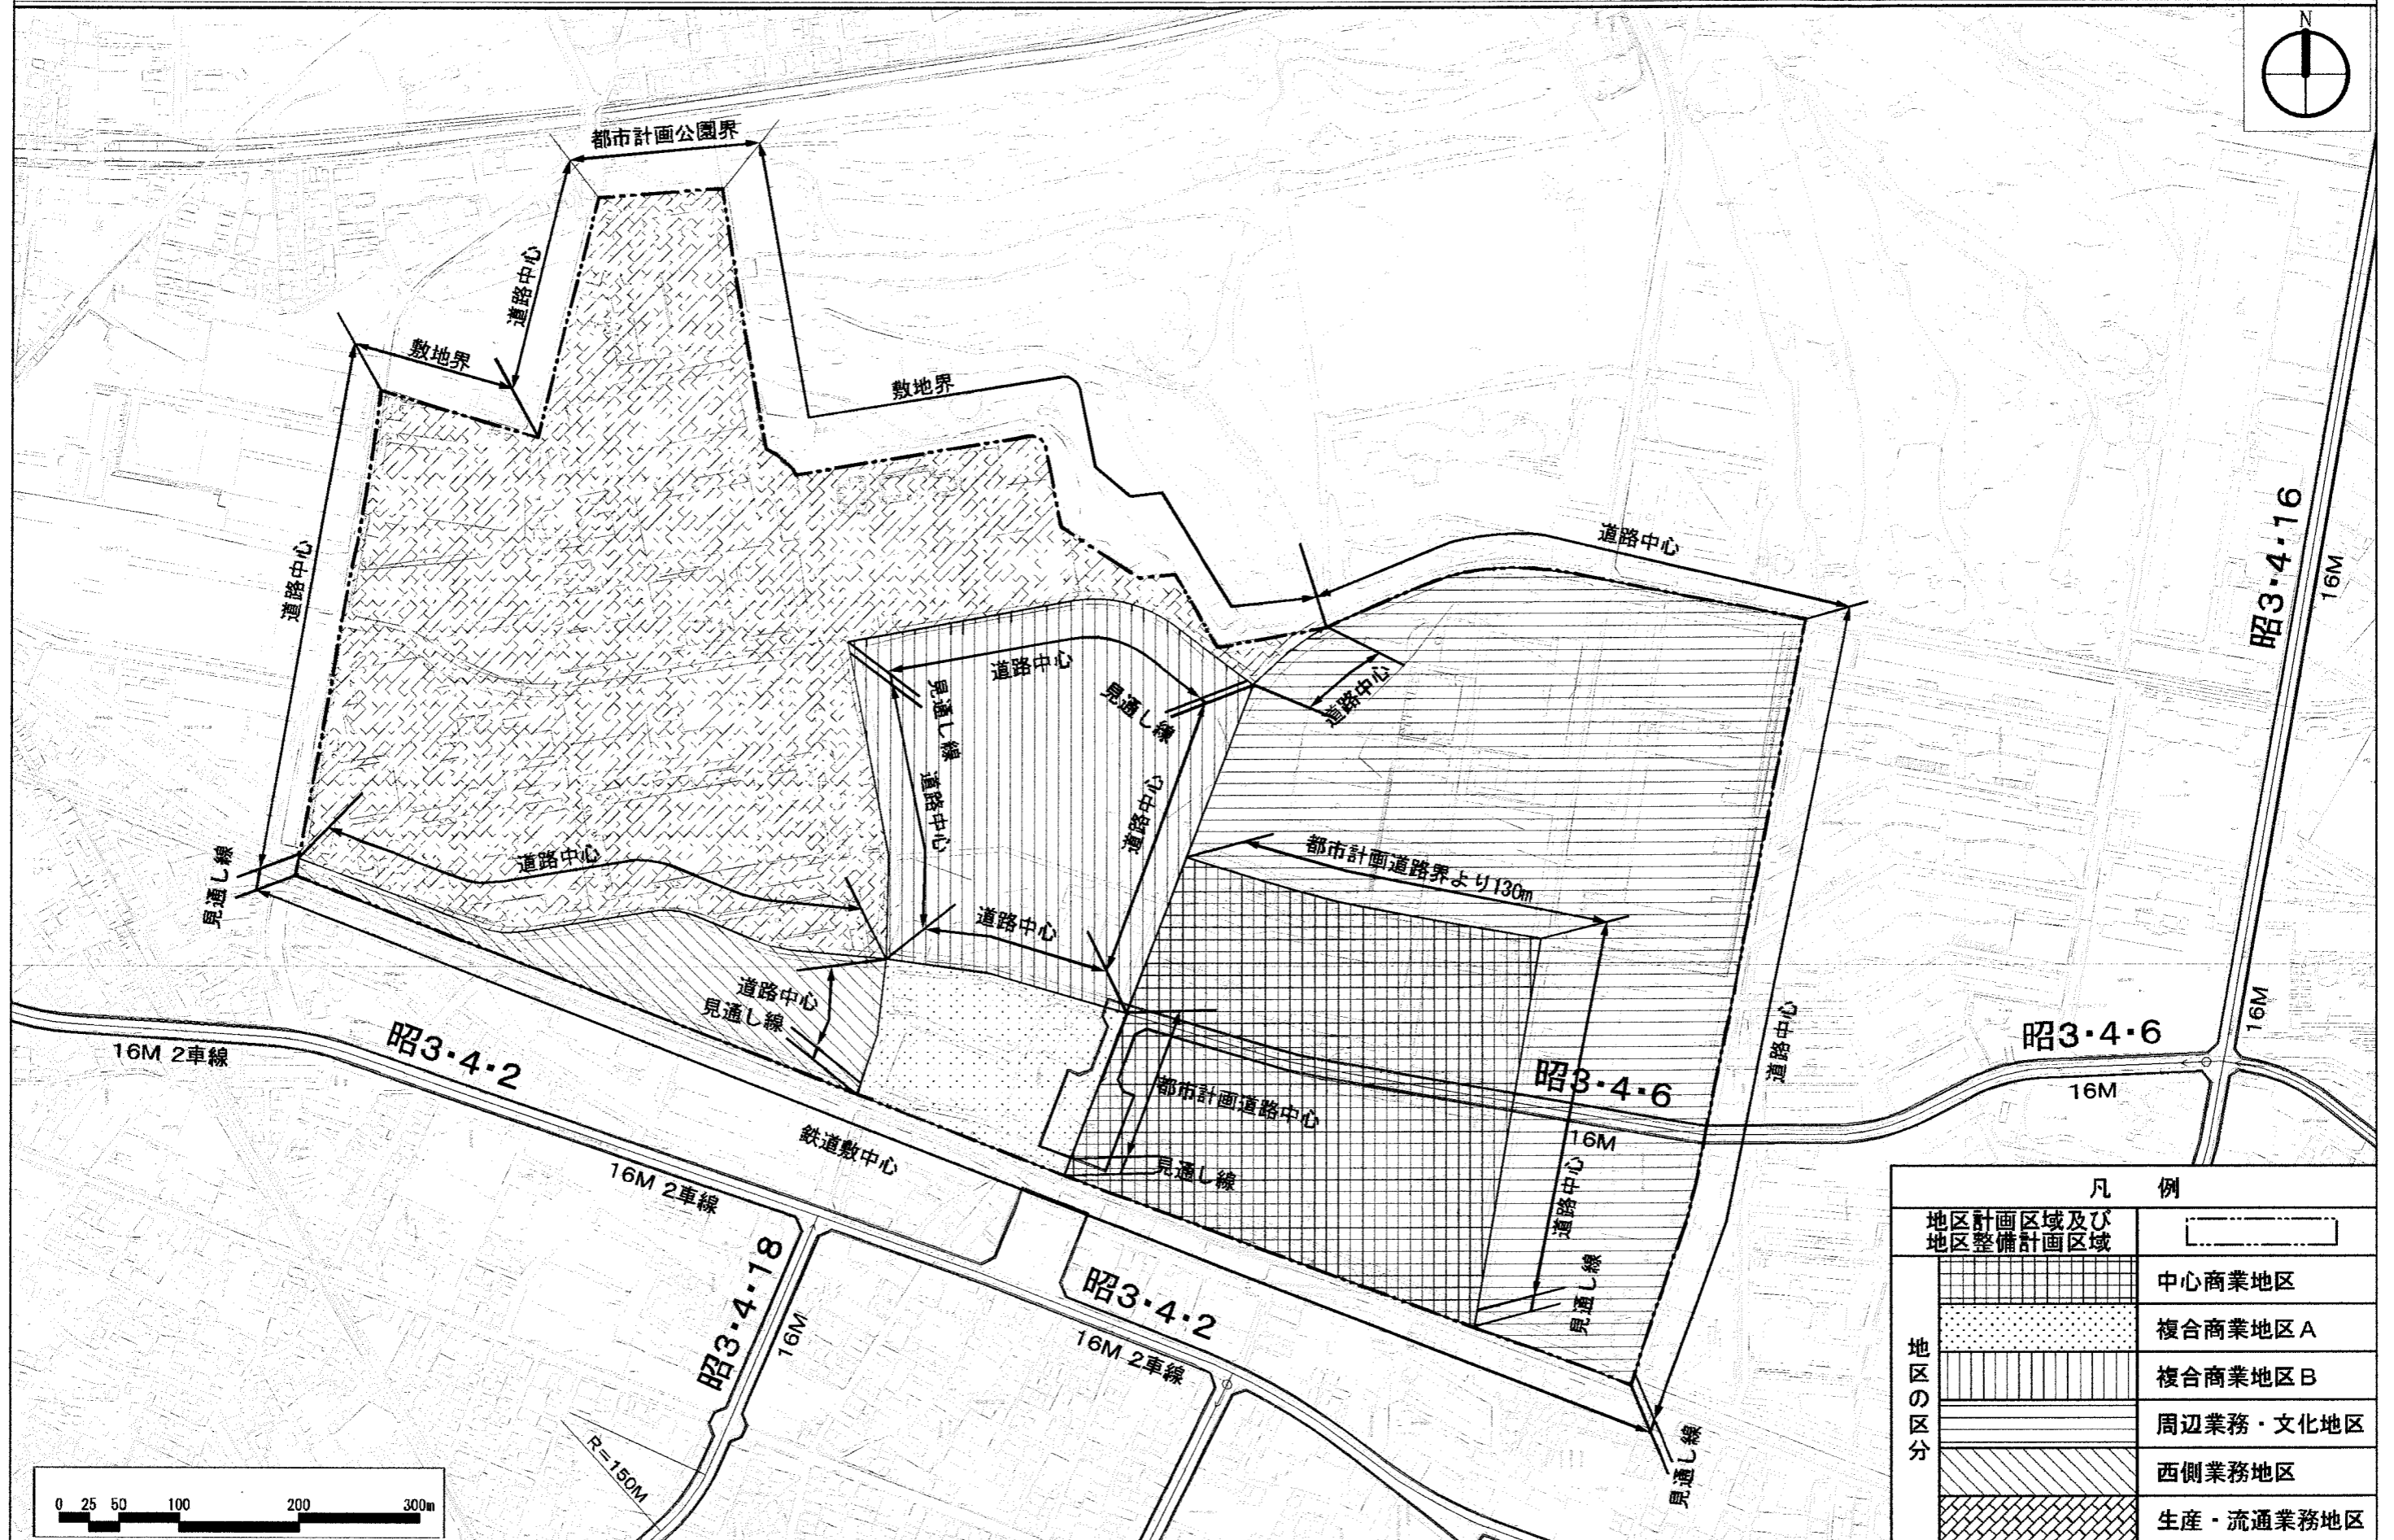 N
都市計画公園界
道路中心
敷地界
敷地界
道路中心
道路中心
昭3・4・16
16M
道路中心
見通し線
見通し線
道路中心
道路中心
道路中心
都市計画道路界より130m
道路中心
見通し線
道路中心
道路中心
見通し線
道路中心
昭3・4・2
16M 2車線
昭3・4・6
16M
都市計画道路中心
見通し線
昭3・4・6
16M
16M
鉄道敷中心
16M 2車線
道路中心
見通し線
昭3・4・18
16M
昭3・4・2
16M 2車線
R=150M
見通し線
凡 例
地区計画区域及び
地区整備計画区域
地区の区分
中心商業地区
複合商業地区A
複合商業地区B
周辺業務・文化地区
西側業務地区
生産・流通業務地区
0 25 50 100 200 300m